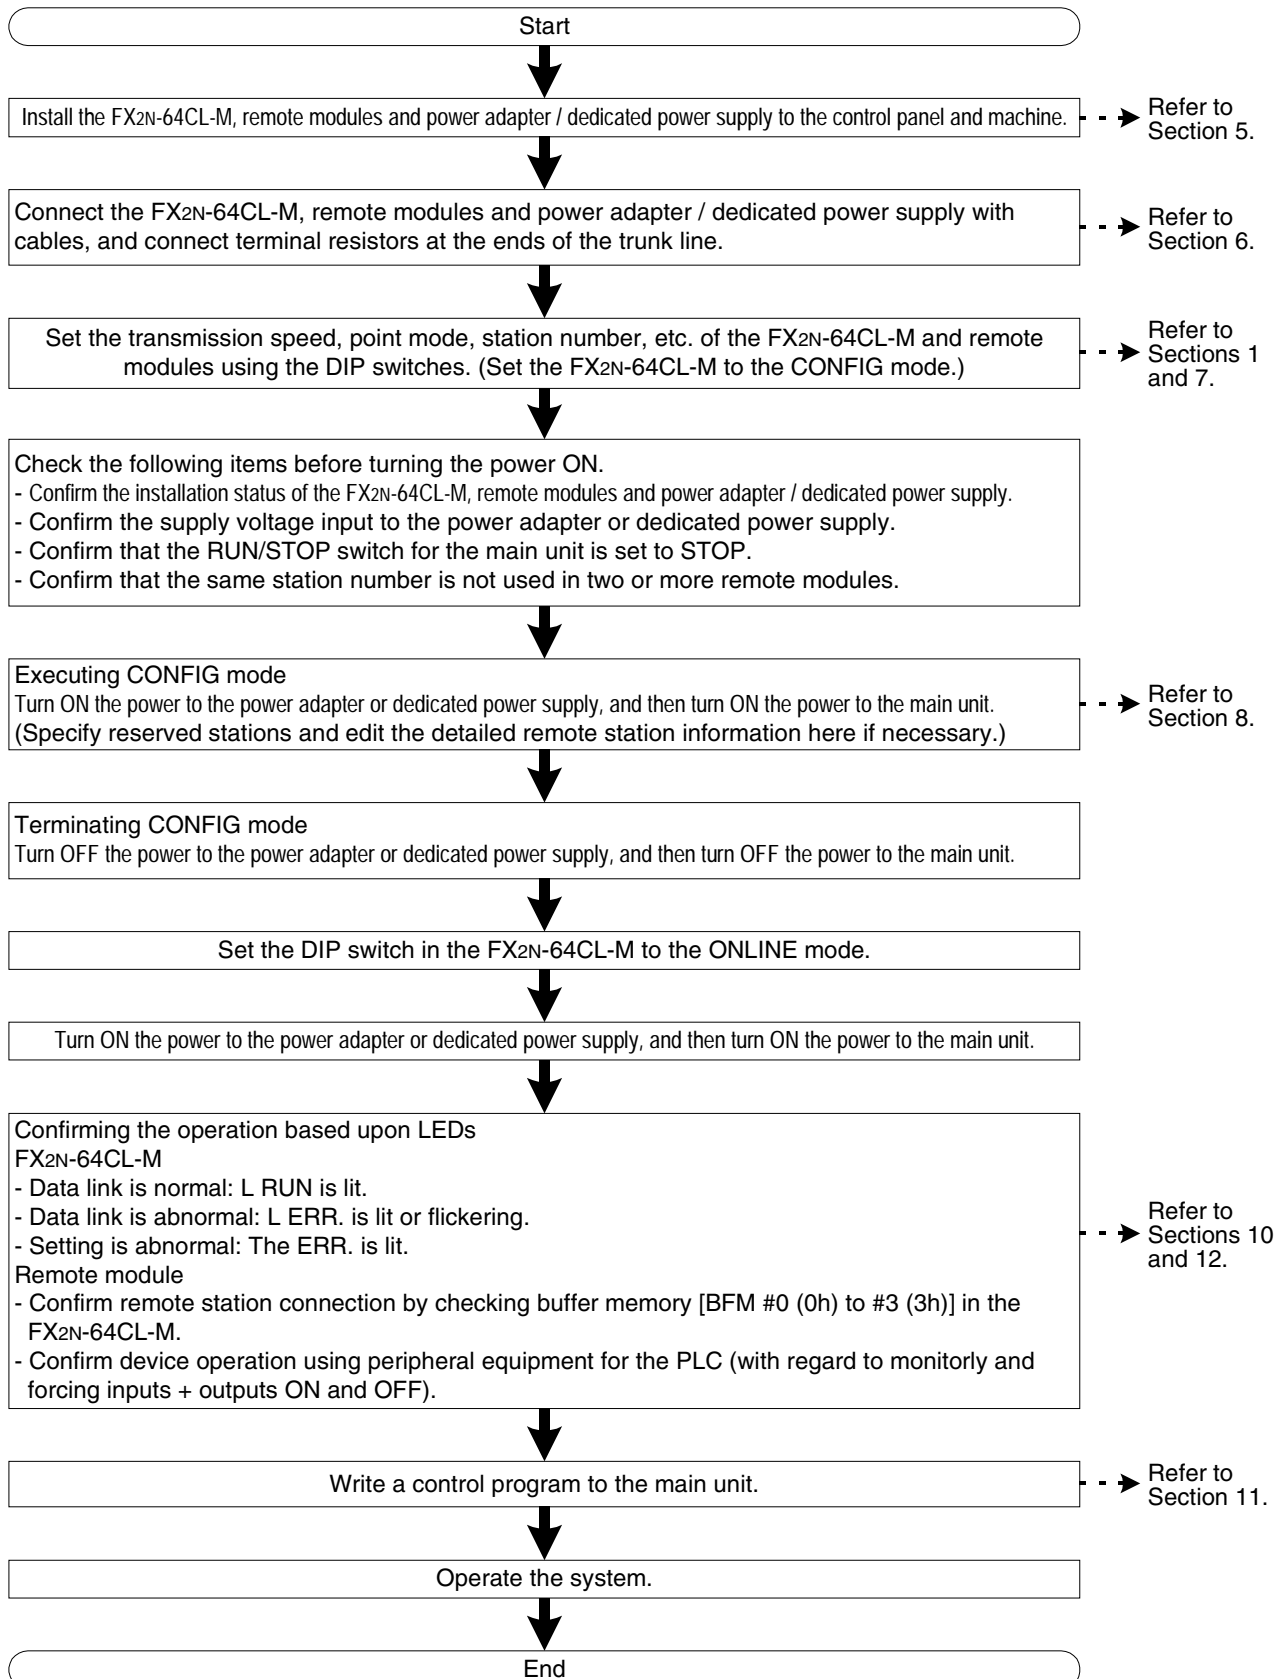 Start
Install the FX2N-64CL-M, remote modules and power adapter / dedicated power supply to the control panel and machine.
Refer to
Section 5.
Connect the FX2N-64CL-M, remote modules and power adapter / dedicated power supply with
cables, and connect terminal resistors at the ends of the trunk line.
Refer to
Section 6.
Set the transmission speed, point mode, station number, etc. of the FX2N-64CL-M and remote
modules using the DIP switches. (Set the FX2N-64CL-M to the CONFIG mode.)
Refer to
Sections 1
and 7.
Check the following items before turning the power ON.
- Confirm the installation status of the FX2N-64CL-M, remote modules and power adapter / dedicated power supply.
- Confirm the supply voltage input to the power adapter or dedicated power supply.
- Confirm that the RUN/STOP switch for the main unit is set to STOP.
- Confirm that the same station number is not used in two or more remote modules.
Executing CONFIG mode
Turn ON the power to the power adapter or dedicated power supply, and then turn ON the power to the main unit.
(Specify reserved stations and edit the detailed remote station information here if necessary.)
Refer to
Section 8.
Terminating CONFIG mode
Turn OFF the power to the power adapter or dedicated power supply, and then turn OFF the power to the main unit.
Set the DIP switch in the FX2N-64CL-M to the ONLINE mode.
Turn ON the power to the power adapter or dedicated power supply, and then turn ON the power to the main unit.
Confirming the operation based upon LEDs
FX2N-64CL-M
- Data link is normal: L RUN is lit.
- Data link is abnormal: L ERR. is lit or flickering.
- Setting is abnormal: The ERR. is lit.
Remote module
- Confirm remote station connection by checking buffer memory [BFM #0 (0h) to #3 (3h)] in the
FX2N-64CL-M.
- Confirm device operation using peripheral equipment for the PLC (with regard to monitorly and
forcing inputs + outputs ON and OFF).
Refer to
Sections 10
and 12.
Write a control program to the main unit.
Refer to
Section 11.
Operate the system.
End